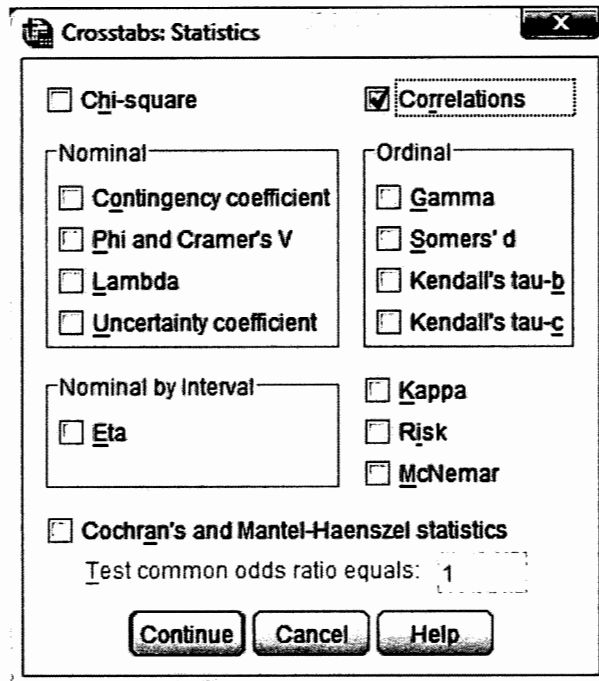 Crosstabs: Statistics
X
Chi-square
Correlations
Nominal
Contingency coefficient
Phi and Cramer's V
Lambda
Uncertainty coefficient
Ordinal
Gamma
Somers' d
Kendall's tau-b
Kendall's tau-c
Nominal by Interval
Eta
Kappa
Risk
McNemar
Cochran's and Mantel-Haenszel statistics
Test common odds ratio equals: 1
Continue Cancel Help